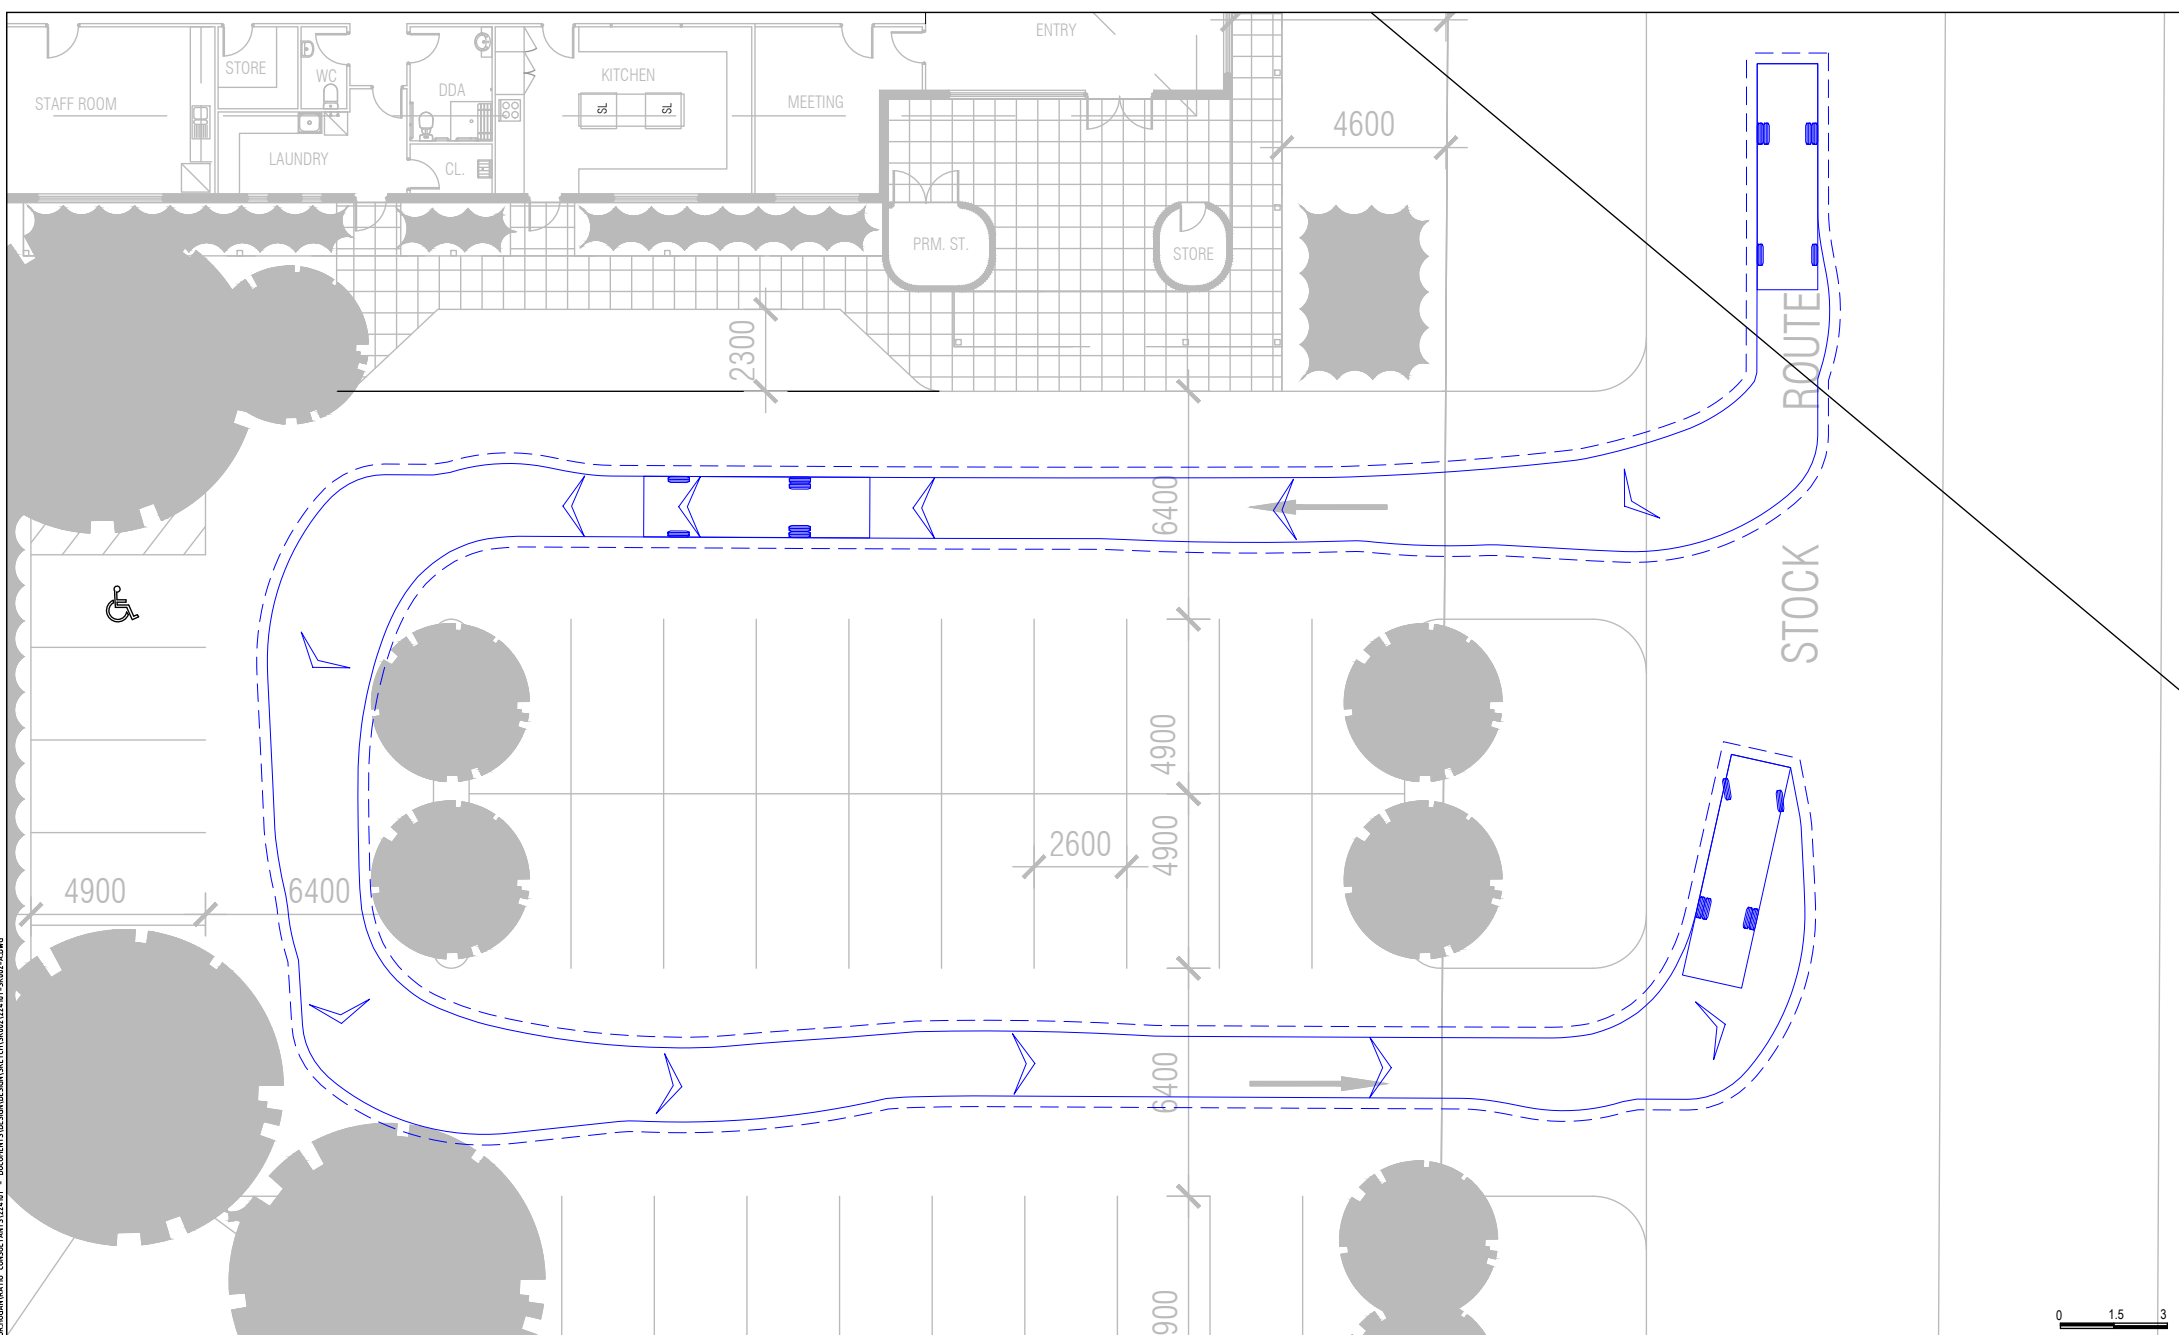 ENTRY
STORE
WC
KITCHEN
STAFF ROOM
DDA
SL
SL
MEETING
4600
LAUNDRY
CL.
PRM. ST.
STORE
2300
STOCK ROUTE
6400
4900
4900
2600
4900
6400
6400
900
0 1.5 3